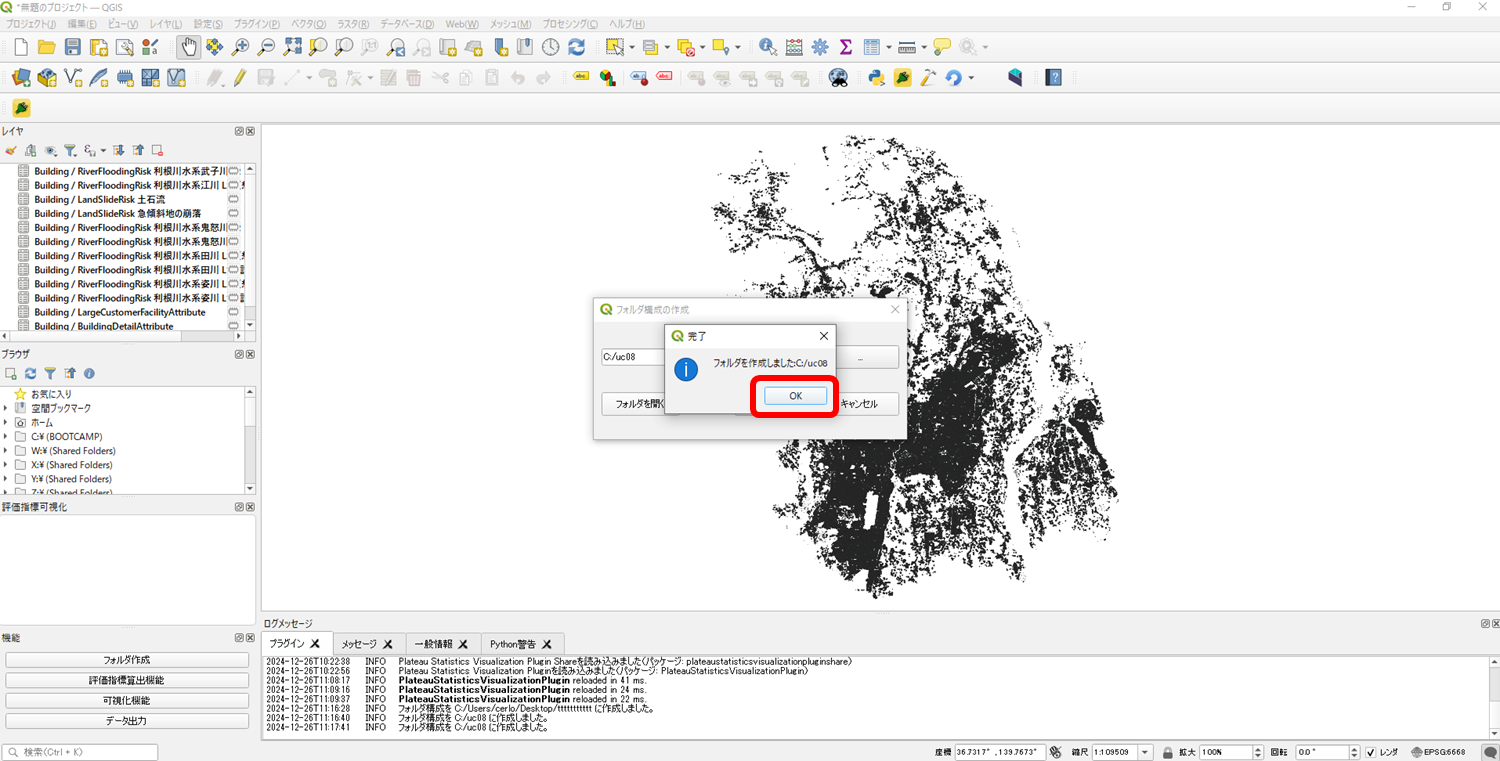 *無題のプロジェクト — QGIS
プロジェクト(J) 編集(E) ビュー(V) レイヤ(L) 設定(S) プラグイン(P) ベクタ(O) ラスタ(R) データベース(D) Web(W) メッシュ(M) プロセシング(C) ヘルプ(H)
レイヤ
Building / RiverFloodingRisk 利根川水系武子川
Building / RiverFloodingRisk 利根川水系江川 L
Building / LandSlideRisk 土石流
Building / LandSlideRisk 急傾斜地の崩落
Building / RiverFloodingRisk 利根川水系鬼怒川
Building / RiverFloodingRisk 利根川水系鬼怒川
Building / RiverFloodingRisk 利根川水系田川 L
Building / RiverFloodingRisk 利根川水系田川 L
Building / RiverFloodingRisk 利根川水系姿川 L
Building / RiverFloodingRisk 利根川水系姿川 L
Building / LargeCustomerFacilityAttribute
Building / BuildingDetailAttribute
ブラウザ
お気に入り
空間ブックマーク
ホーム
C:¥ (BOOTCAMP)
W:¥ (Shared Folders)
X:¥ (Shared Folders)
Y:¥ (Shared Folders)
Z:¥ (Shared Folders)
評価指標可視化
機能
フォルダ作成
評価指標算出機能
可視化機能
データ出力
検索(Ctrl + K)
フォルダ構成の作成
C:/uc08
...
フォルダを開く
キャンセル
完了
フォルダを作成しました:C:/uc08
OK
ログメッセージ
プラグイン メッセージ 一般情報 Python警告
2024-12-26T10:22:38 INFO Plateau Statistics Visualization Plugin Shareを読み込みました(パッケージ: plateaustatisticsvisualizationpluginshare)
2024-12-26T10:22:56 INFO Plateau Statistics Visualization Pluginを読み込みました(パッケージ: PlateauStatisticsVisualizationPlugin)
2024-12-26T11:08:17 INFO PlateauStatisticsVisualizationPlugin reloaded in 41 ms.
2024-12-26T11:09:16 INFO PlateauStatisticsVisualizationPlugin reloaded in 24 ms.
2024-12-26T11:09:37 INFO PlateauStatisticsVisualizationPlugin reloaded in 22 ms.
2024-12-26T11:16:28 INFO フォルダ構成を C:/Users/cerlo/Desktop/ttttttttttt に作成しました。
2024-12-26T11:16:40 INFO フォルダ構成を C:/uc08 に作成しました。
2024-12-26T11:17:41 INFO フォルダ構成を C:/uc08 に作成しました。
座標 36.7317° ,139.7673° 縮尺 1:109509 拡大 100% 回転 0.0° レンダ EPSG:6668